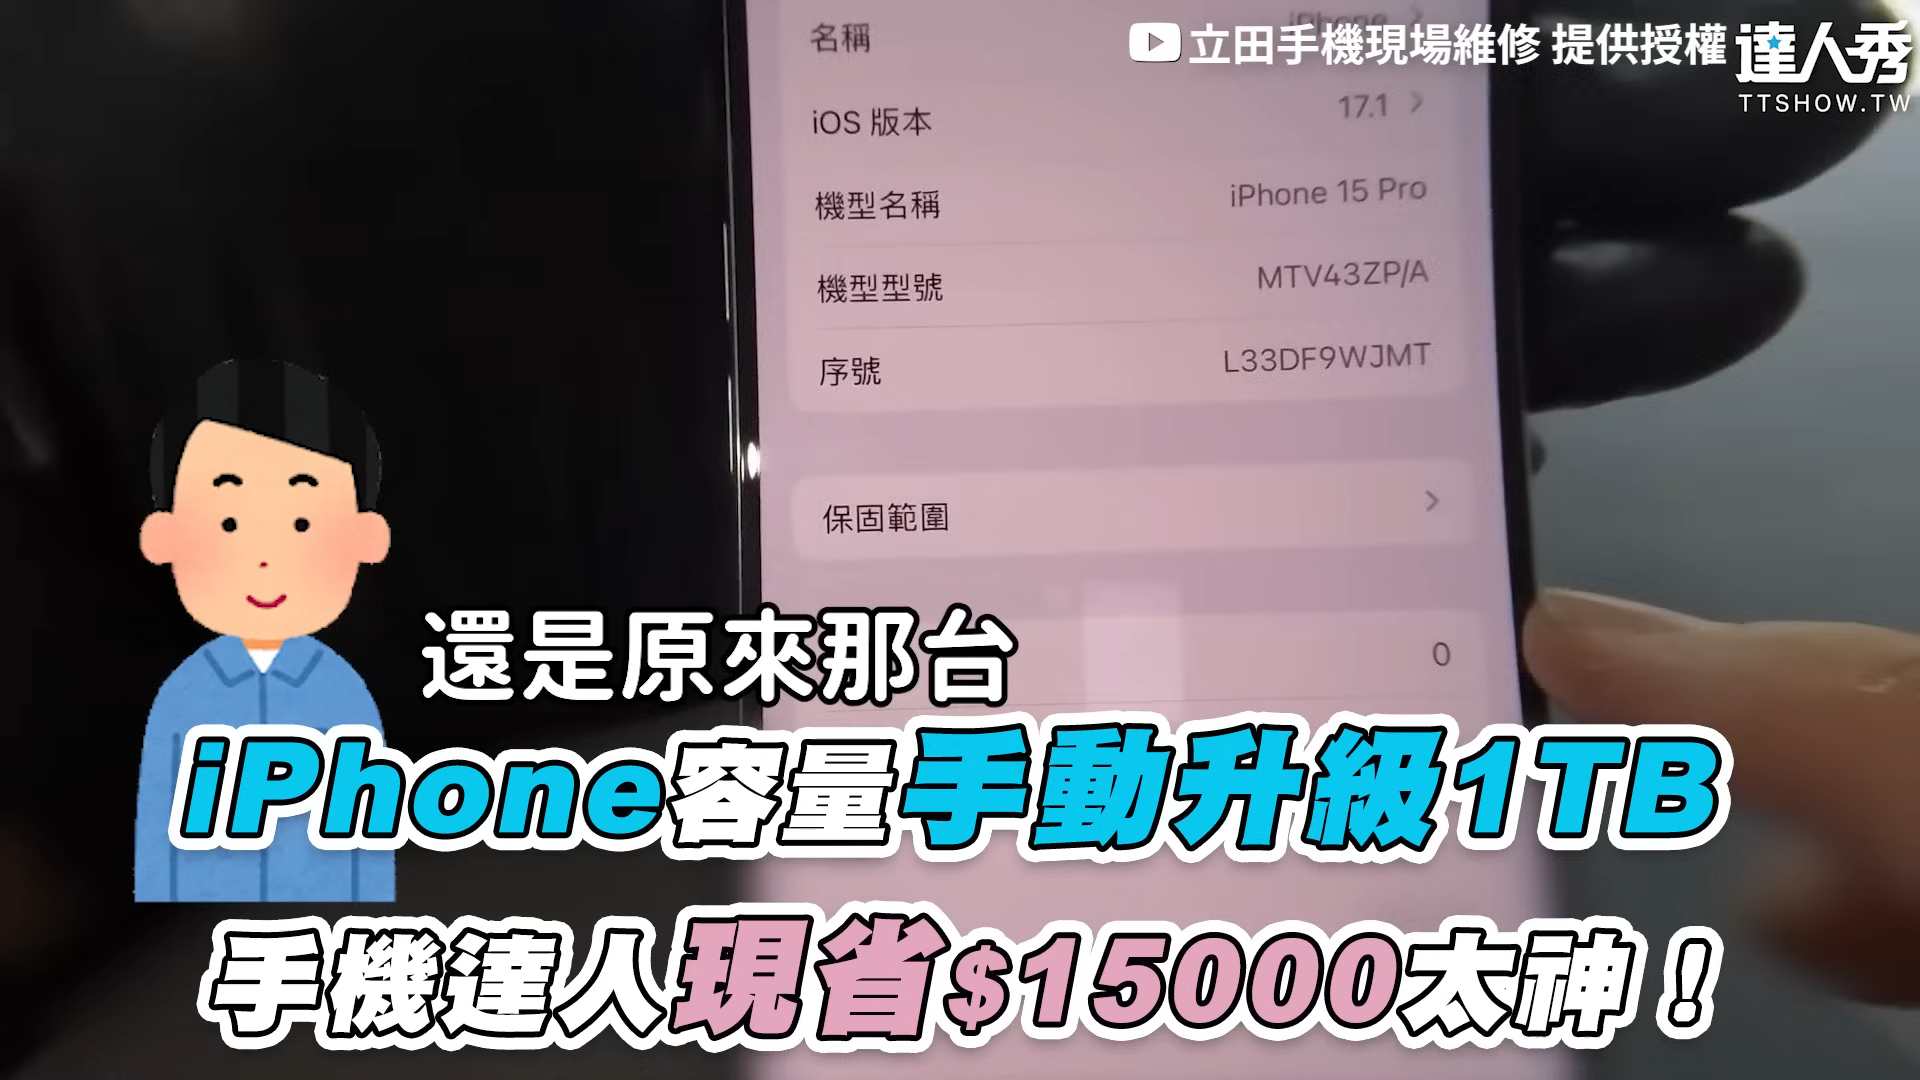 立田手機現場維修 提供授權
達人秀
TTSHOW.TW
名稱 iPhone
iOS 版本 17.1
機型名稱 iPhone 15 Pro
機型型號 MTV43ZP/A
序號 L33DF9WJMT
保固範圍
0
還是原來那台
iPhone容量手動升級1TB
手機達人現省$15000太神！